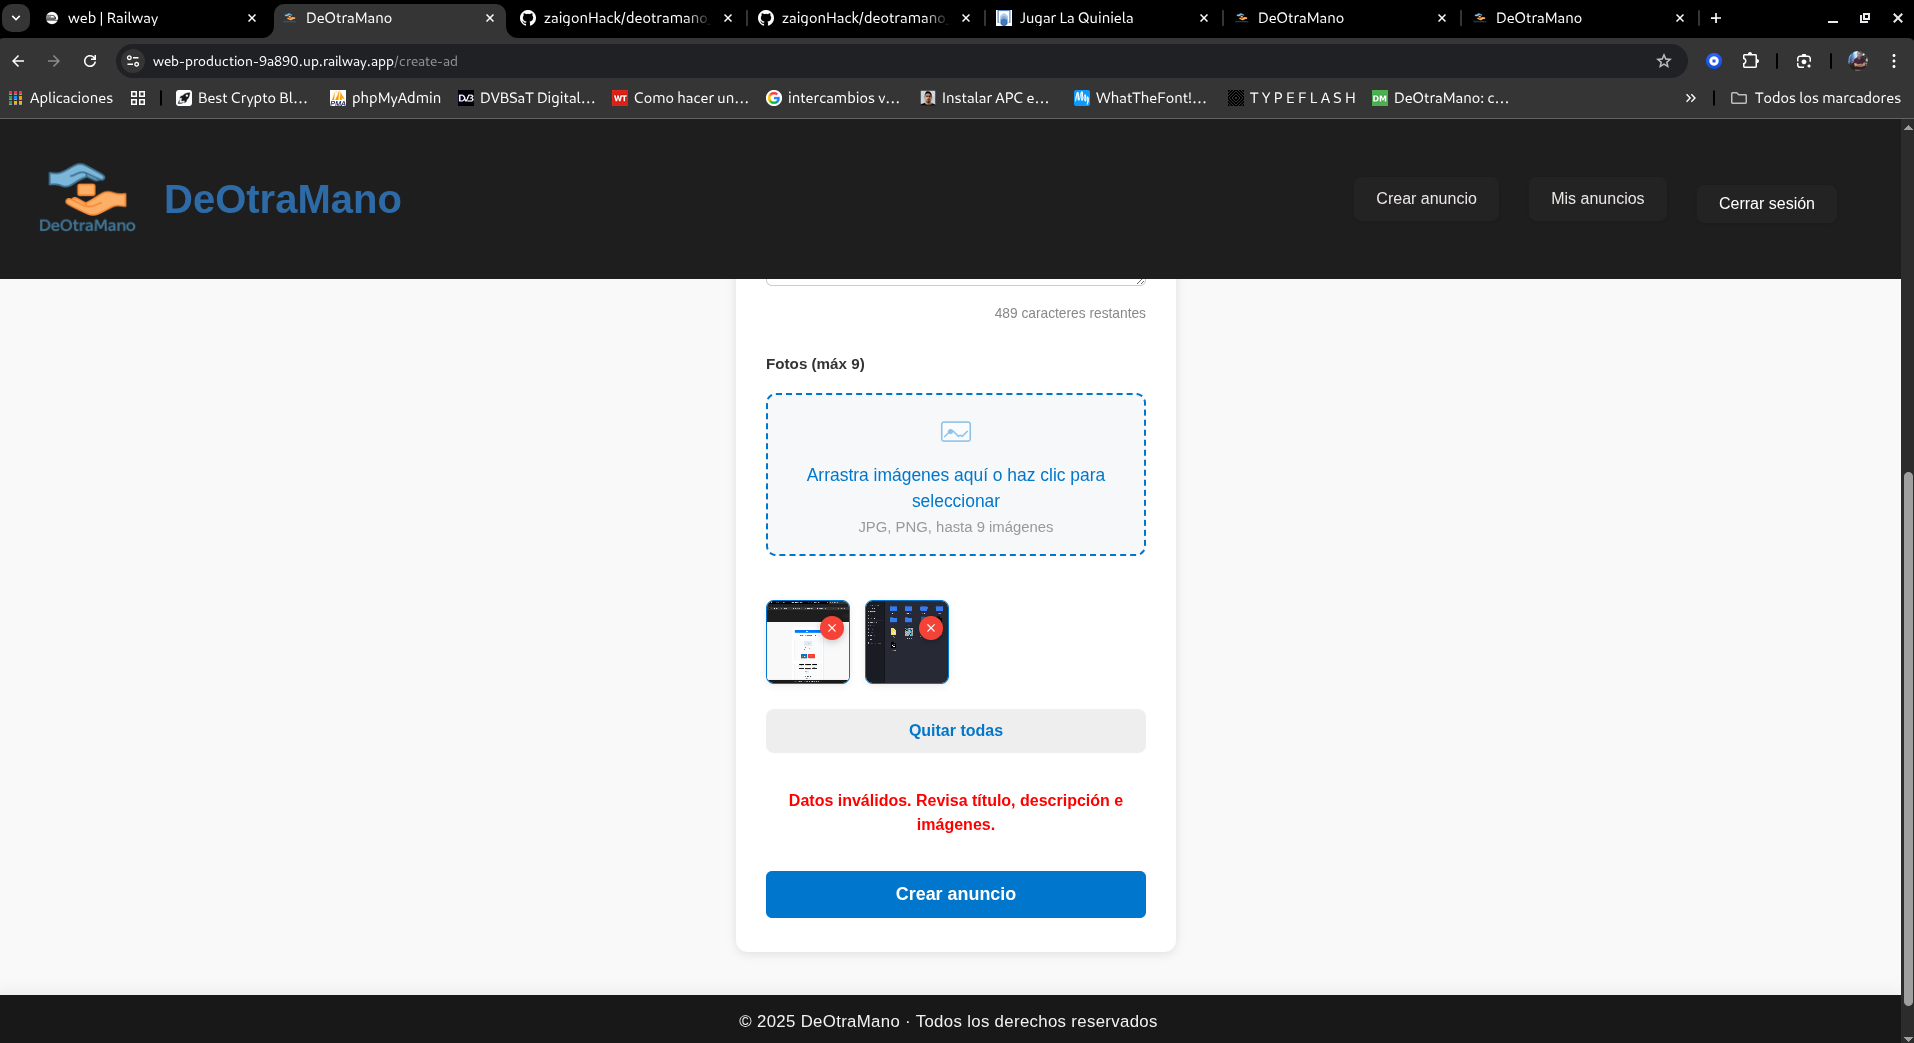 web | Railway
DeOtraMano
zaigonHack/deotramano_
zaigonHack/deotramano_
Jugar La Quiniela
DeOtraMano
DeOtraMano
web-production-9a890.up.railway.app/create-ad
Aplicaciones
Best Crypto Bl...
phpMyAdmin
DVBSaT Digital...
Como hacer un...
intercambios v...
Instalar APC e...
WhatTheFont!...
T Y P E F L A S H
DeOtraMano: c...
Todos los marcadores
DeOtraMano
DeOtraMano
Crear anuncio
Mis anuncios
Cerrar sesión
489 caracteres restantes
Fotos (máx 9)
Arrastra imágenes aquí o haz clic para
seleccionar
JPG, PNG, hasta 9 imágenes
Quitar todas
Datos inválidos. Revisa título, descripción e
imágenes.
Crear anuncio
© 2025 DeOtraMano · Todos los derechos reservados